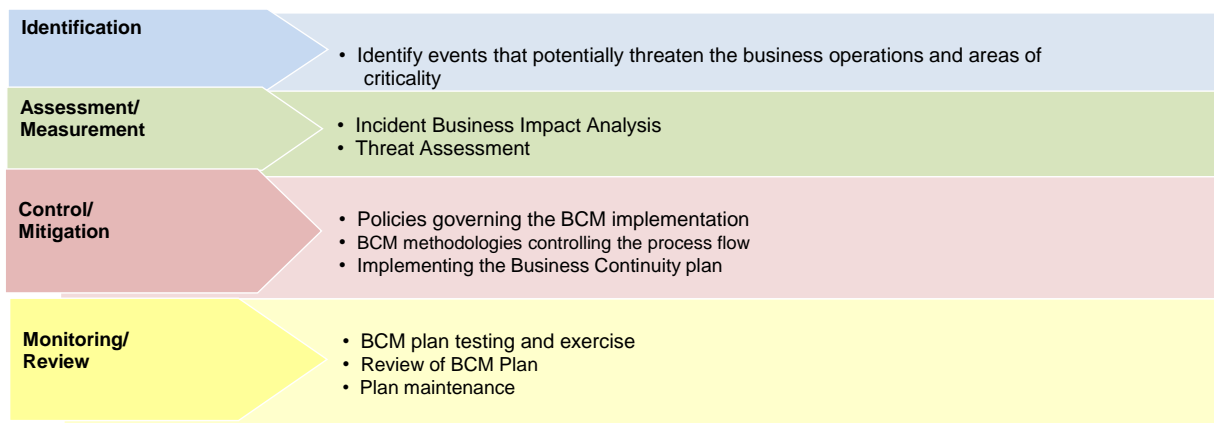 Identification
• Identify events that potentially threaten the business operations and areas of
criticality
Assessment/
Measurement
• Incident Business Impact Analysis
• Threat Assessment
Control/
Mitigation
• Policies governing the BCM implementation
• BCM methodologies controlling the process flow
• Implementing the Business Continuity plan
Monitoring/
Review
• BCM plan testing and exercise
• Review of BCM Plan
• Plan maintenance